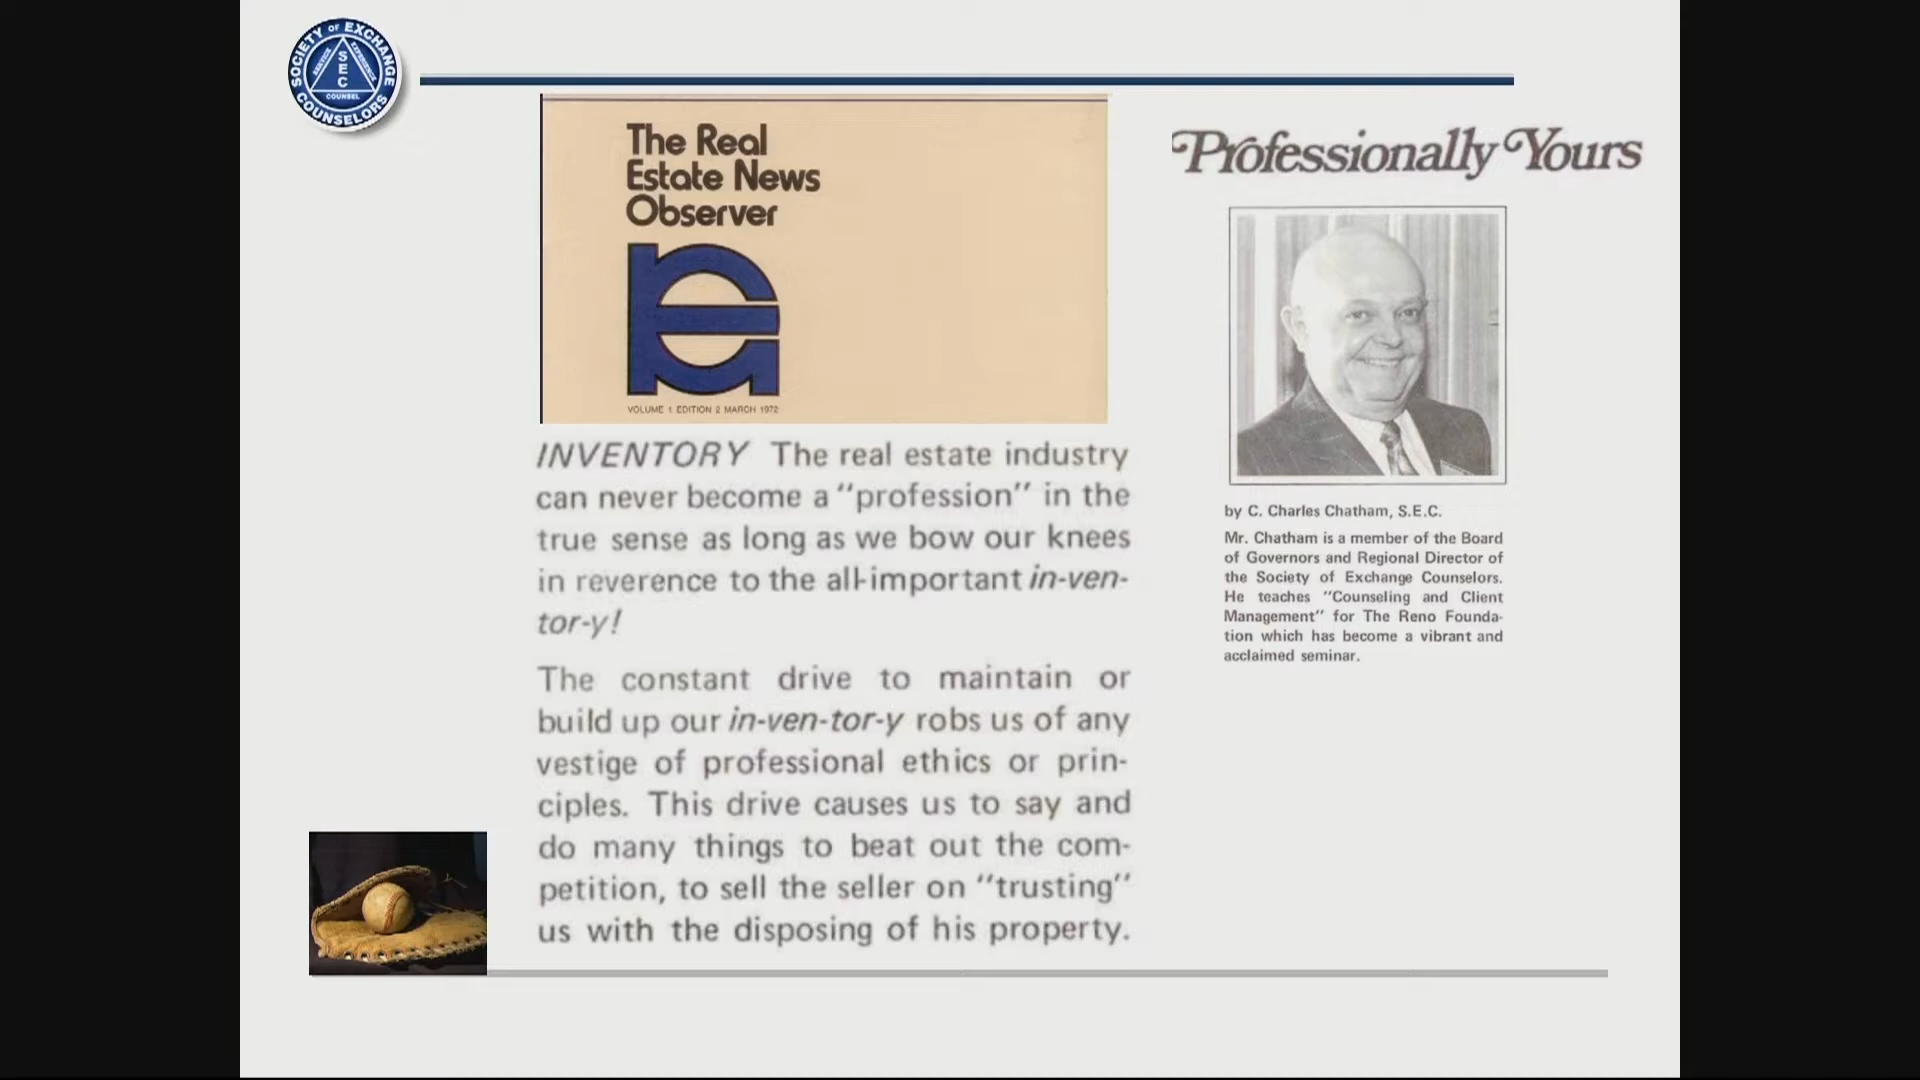 SOCIETY OF EXCHANGE COUNSELORS
SERVICE
EXPERIENCE
S
E
C
COUNSEL
The Real
Estate News
Observer
VOLUME 1 EDITION 2 MARCH 1972
INVENTORY The real estate industry
can never become a "profession" in the
true sense as long as we bow our knees
in reverence to the all-important in-ven-
tor-y!
The constant drive to maintain or
build up our in-ven-tor-y robs us of any
vestige of professional ethics or prin-
ciples. This drive causes us to say and
do many things to beat out the com-
petition, to sell the seller on "trusting"
us with the disposing of his property.
Professionally Yours
by C. Charles Chatham, S.E.C.
Mr. Chatham is a member of the Board
of Governors and Regional Director of
the Society of Exchange Counselors.
He teaches "Counseling and Client
Management" for The Reno Founda-
tion which has become a vibrant and
acclaimed seminar.